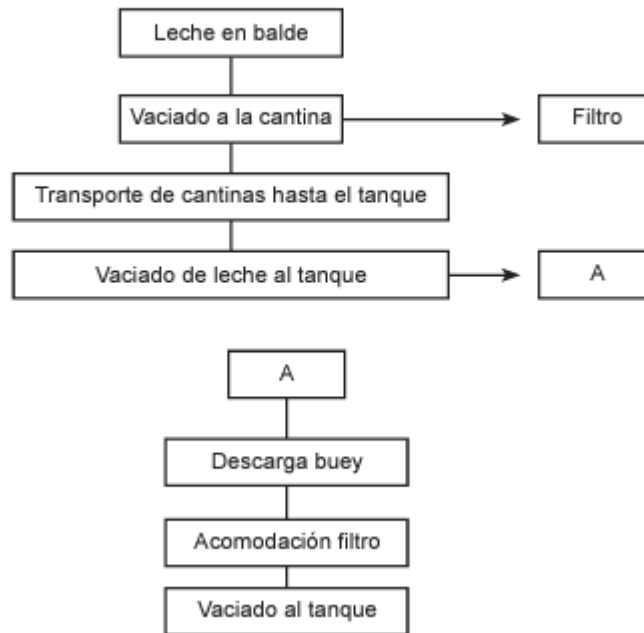 Leche en balde
Vaciado a la cantina
Filtro
Transporte de cantinas hasta el tanque
Vaciado de leche al tanque
A
A
Descarga buey
Acomodación filtro
Vaciado al tanque